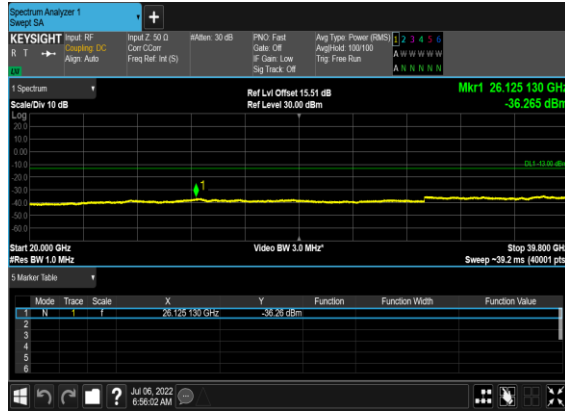 Spectrum Analyzer 1
Swept SA
+
KEYSIGHT
R T
LW
Input: RF
Coupling: DC
Align: Auto
Input Z: 50 Ω
Corr CCorr
Freq Ref: Int (S)
#Atten: 30 dB
PNO: Fast
Gate: Off
IF Gain: Low
Sig Track: Off
Avg Type: Power (RMS)
Avg|Hold: 100/100
Trig: Free Run
1 2 3 4 5 6
A W W W W W
A N N N N N
1 Spectrum
Scale/Div 10 dB
Ref Lvl Offset 15.51 dB
Ref Level 30.00 dBm
Mkr1 26.125 130 GHz
-36.265 dBm
Log
20.0
10.0
0.00
-10.0
-20.0
-30.0
-40.0
-50.0
-60.0
DL1 -13.00 dBm
1
Start 20.000 GHz
#Res BW 1.0 MHz
Video BW 3.0 MHz*
Stop 39.800 GHz
Sweep ~39.2 ms (40001 pts)
5 Marker Table
Mode Trace Scale X Y Function Function Width Function Value
1 N 1 f 26.125 130 GHz -36.26 dBm
2
3
4
5
6
?
Jul 06, 2022
6:56:02 AM